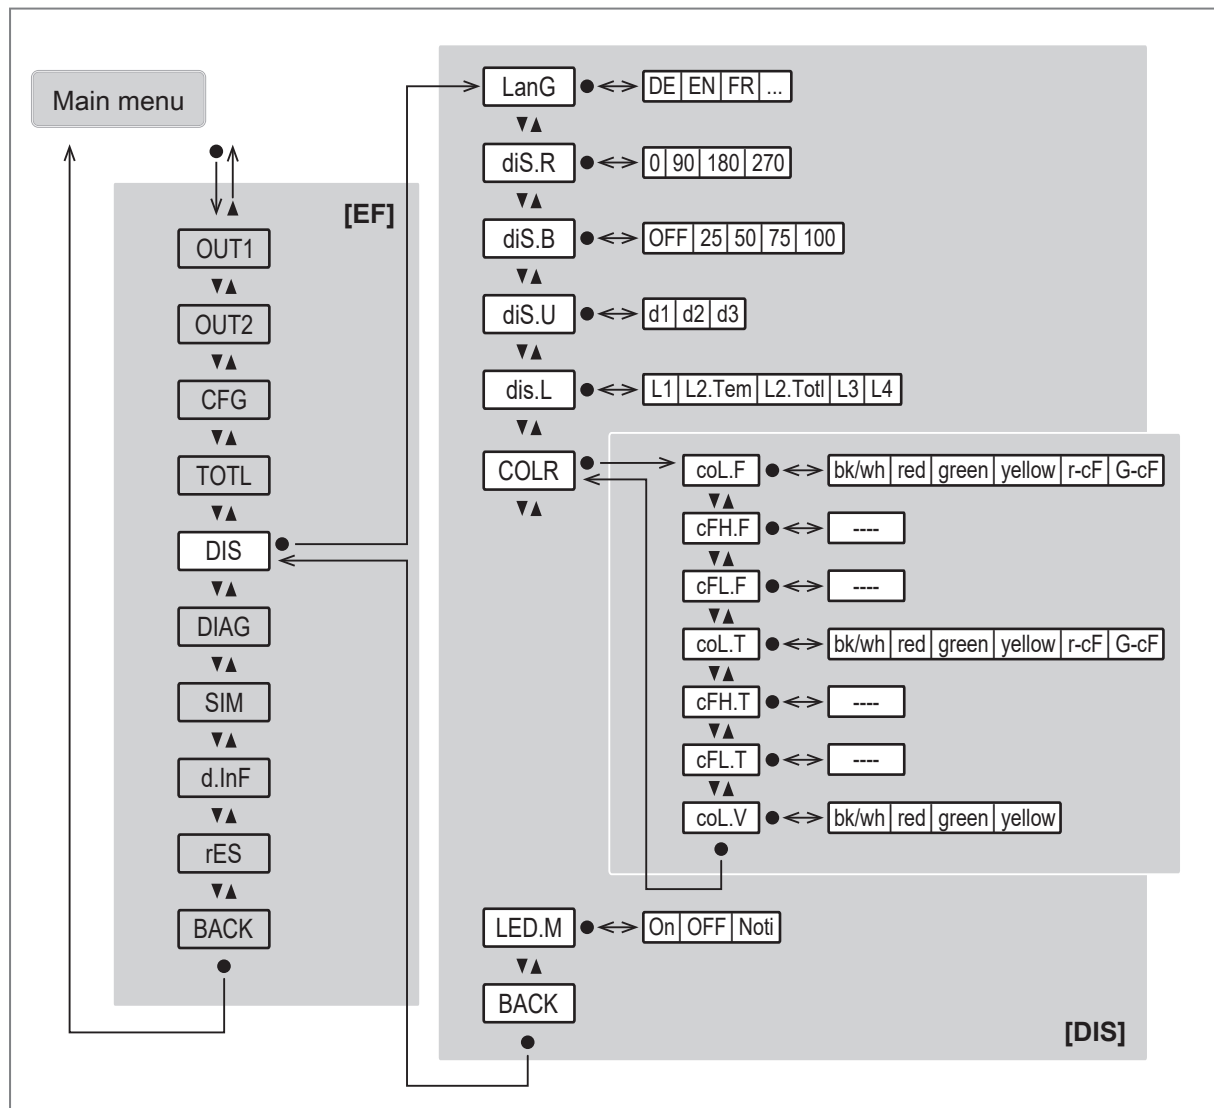 Main menu
[EF]
OUT1
OUT2
CFG
TOTL
DIS
DIAG
SIM
d.InF
rES
BACK
LanG DE EN FR ...
diS.R 0 90 180 270
diS.B OFF 25 50 75 100
diS.U d1 d2 d3
dis.L L1 L2.Tem L2.Totl L3 L4
COLR
coL.F bk/wh red green yellow r-cF G-cF
cFH.F ----
cFL.F ----
coL.T bk/wh red green yellow r-cF G-cF
cFH.T ----
cFL.T ----
coL.V bk/wh red green yellow
LED.M On OFF Noti
BACK
[DIS]